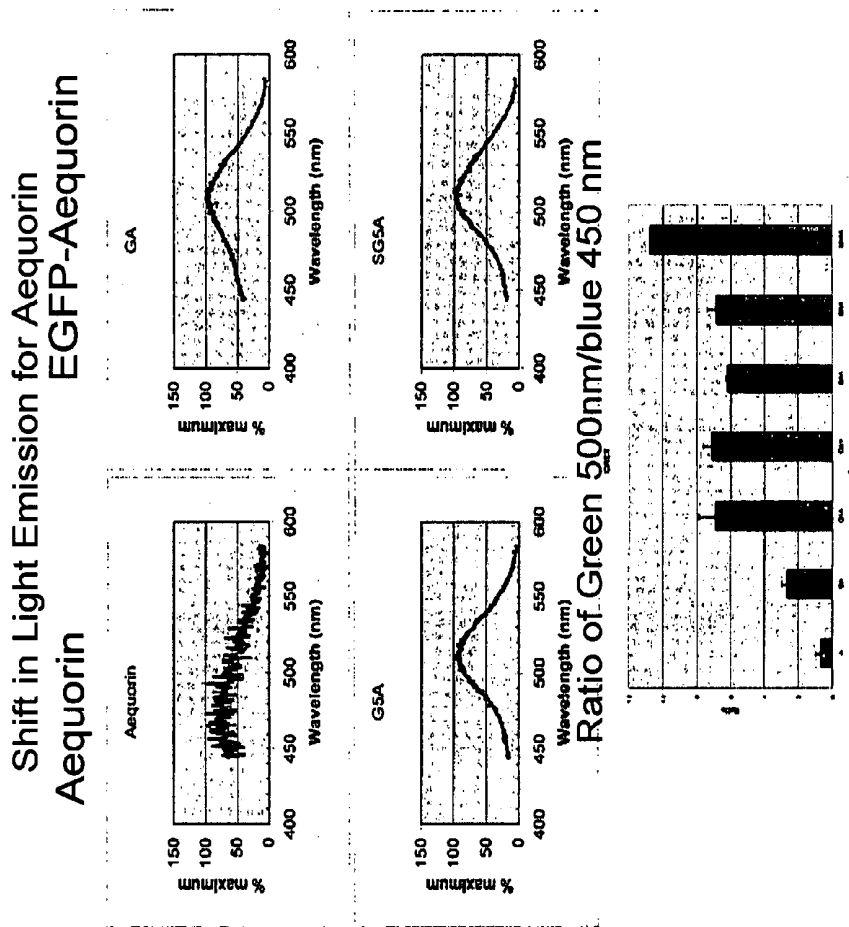 Shift in Light Emission for Aequorin
Aequorin
EGFP-Aequorin
Aequorin
150
100
50
0
% maximum
400
450
500
550
600
Wavelength (nm)
GA
150
100
50
0
% maximum
400
450
500
550
600
Wavelength (nm)
G5A
150
100
50
0
% maximum
400
450
500
550
600
Wavelength (nm)
SG5A
150
100
50
0
% maximum
400
450
500
550
600
Wavelength (nm)
Ratio of Green 500nm/blue 450 nm